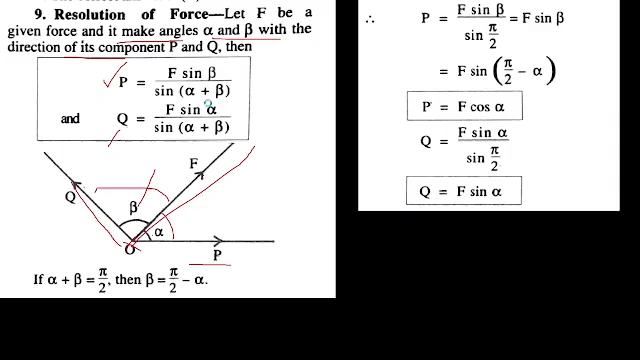 9. Resolution of Force—Let F be a
given force and it make angles α and β with the
direction of its component P and Q, then
P = F sin β / sin (α + β)
and Q = F sin α / sin (α + β)
Q
F
β
α
O
P
If α + β = π/2, then β = π/2 − α.
∴ P = F sin β / sin π/2 = F sin β
= F sin (π/2 − α)
P = F cos α
Q = F sin α / sin π/2
Q = F sin α